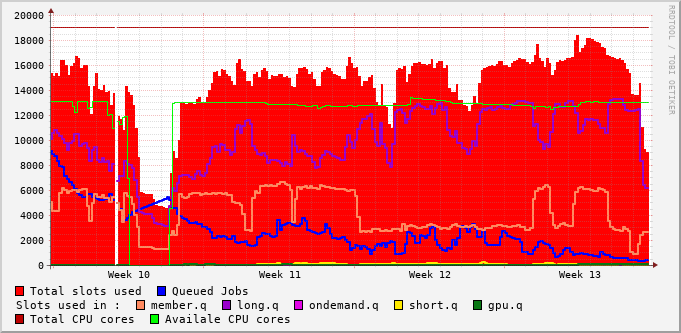 20000
18000
16000
14000
12000
10000
8000
6000
4000
2000
0
Week 10 Week 11 Week 12 Week 13
RRDTOOL / TOBI OETIKER
Total slots used Queued Jobs
Slots used in : member.q long.q ondemand.q short.q gpu.q
Total CPU cores Availale CPU cores